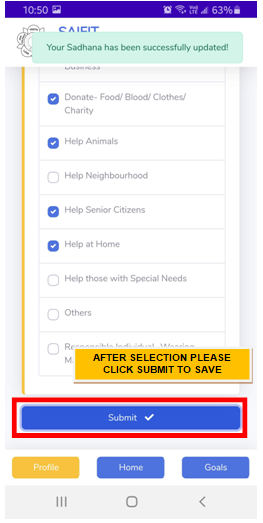 10:50 63%
SAIFIT
Your Sadhana has been successfully updated!
Business
Donate- Food/ Blood/ Clothes/
Charity
Help Animals
Help Neighbourhood
Help Senior Citizens
Help at Home
Help those with Special Needs
Others
Responsible Individual- Wearing
AFTER SELECTION PLEASE
CLICK SUBMIT TO SAVE
Submit
Profile Home Goals